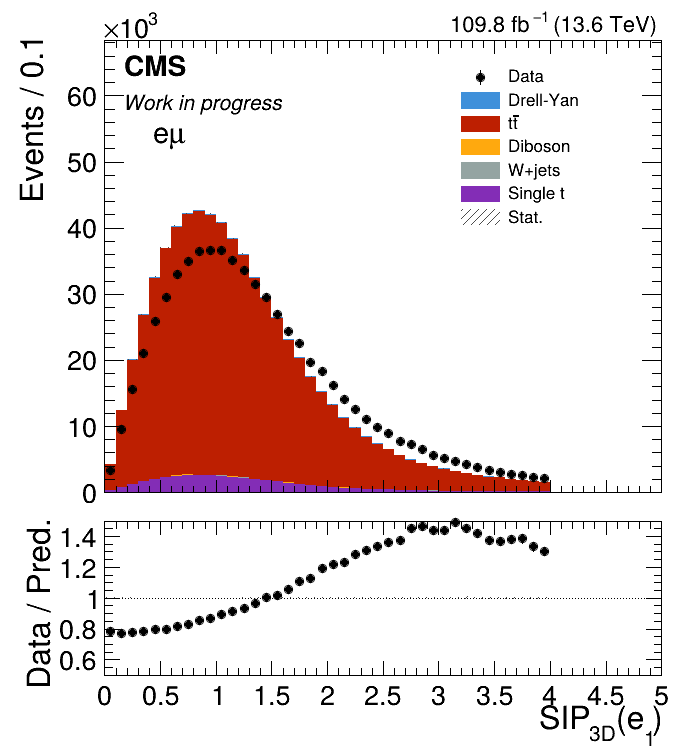 ×10³
109.8 fb⁻¹ (13.6 TeV)
CMS
Work in progress
eμ
Data
Drell-Yan
tt̄
Diboson
W+jets
Single t
Stat.
Events / 0.1
60
50
40
30
20
10
0
Data / Pred.
1.4
1.2
1
0.8
0.6
0 0.5 1 1.5 2 2.5 3 3.5 4 4.5 5
SIP₃D(e₁)